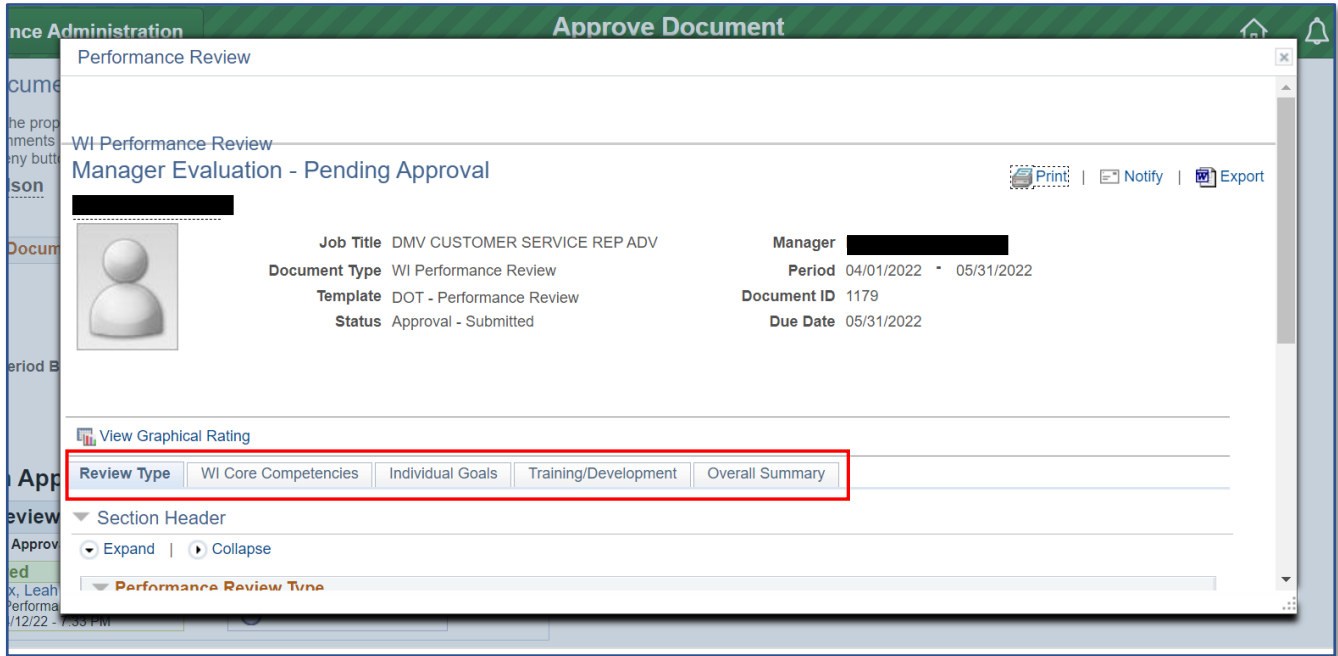 nce Administration
Approve Document
Performance Review
cume
he prop
nments
eny butt
lson
Docum
eriod B
WI Performance Review
Manager Evaluation - Pending Approval
Print | Notify | Export
Job Title DMV CUSTOMER SERVICE REP ADV Manager
Document Type WI Performance Review Period 04/01/2022 - 05/31/2022
Template DOT - Performance Review Document ID 1179
Status Approval - Submitted Due Date 05/31/2022
View Graphical Rating
Review Type WI Core Competencies Individual Goals Training/Development Overall Summary
Section Header
Expand | Collapse
Performance Review Type
App
eview
Approv
ed
x, Leah
Performa
/12/22 - 7:33 PM